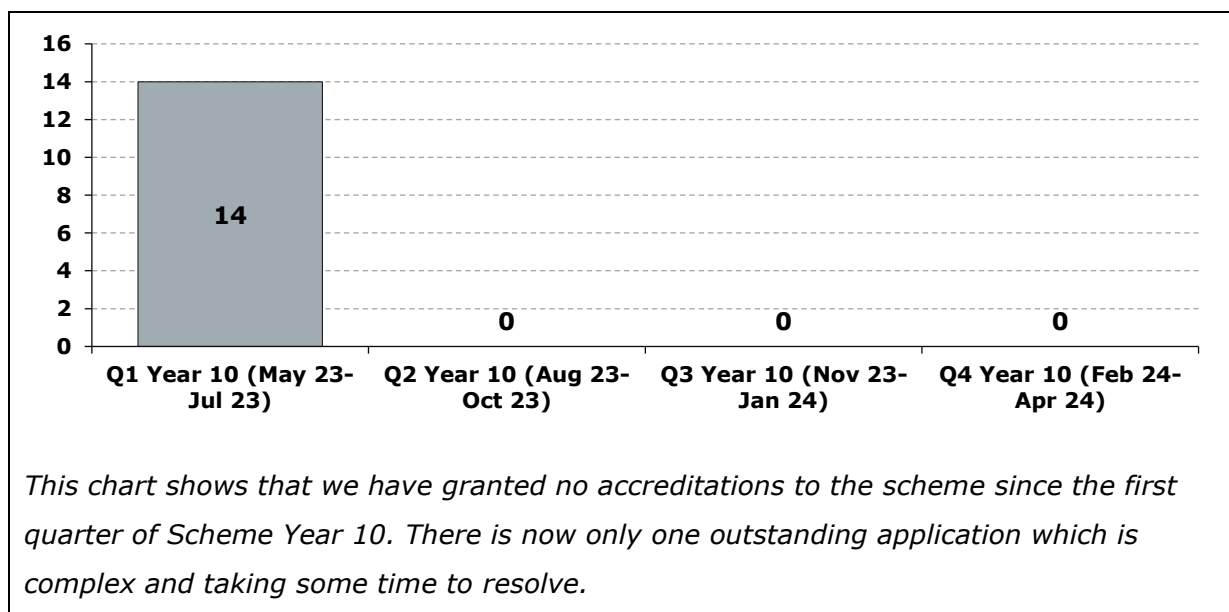 16
14
12
10
8
6
4
2
0
14
0
0
0
Q1 Year 10 (May 23-
Jul 23)
Q2 Year 10 (Aug 23-
Oct 23)
Q3 Year 10 (Nov 23-
Jan 24)
Q4 Year 10 (Feb 24-
Apr 24)
This chart shows that we have granted no accreditations to the scheme since the first
quarter of Scheme Year 10. There is now only one outstanding application which is
complex and taking some time to resolve.